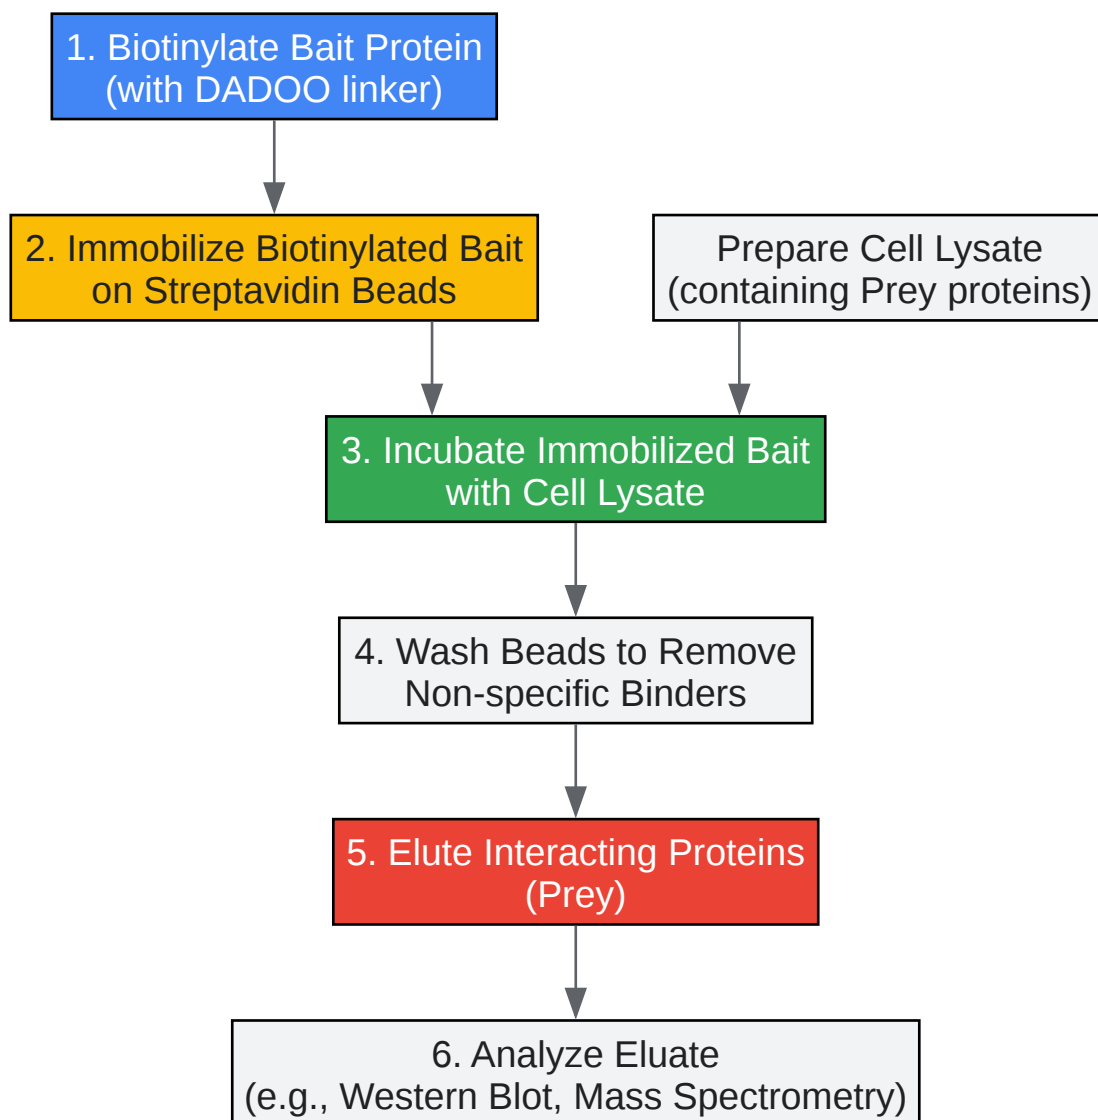 1. Biotinylate Bait Protein
(with DADOO linker)
2. Immobilize Biotinylated Bait
on Streptavidin Beads
Prepare Cell Lysate
(containing Prey proteins)
3. Incubate Immobilized Bait
with Cell Lysate
4. Wash Beads to Remove
Non-specific Binders
5. Elute Interacting Proteins
(Prey)
6. Analyze Eluate
(e.g., Western Blot, Mass Spectrometry)